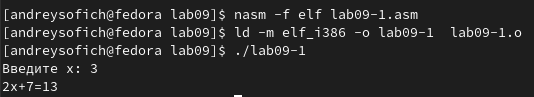 [andreysofich@fedora lab09]$ nasm -f elf lab09-1.asm
[andreysofich@fedora lab09]$ ld -m elf_i386 -o lab09-1  lab09-1.o
[andreysofich@fedora lab09]$ ./lab09-1
Введите x: 3
2x+7=13